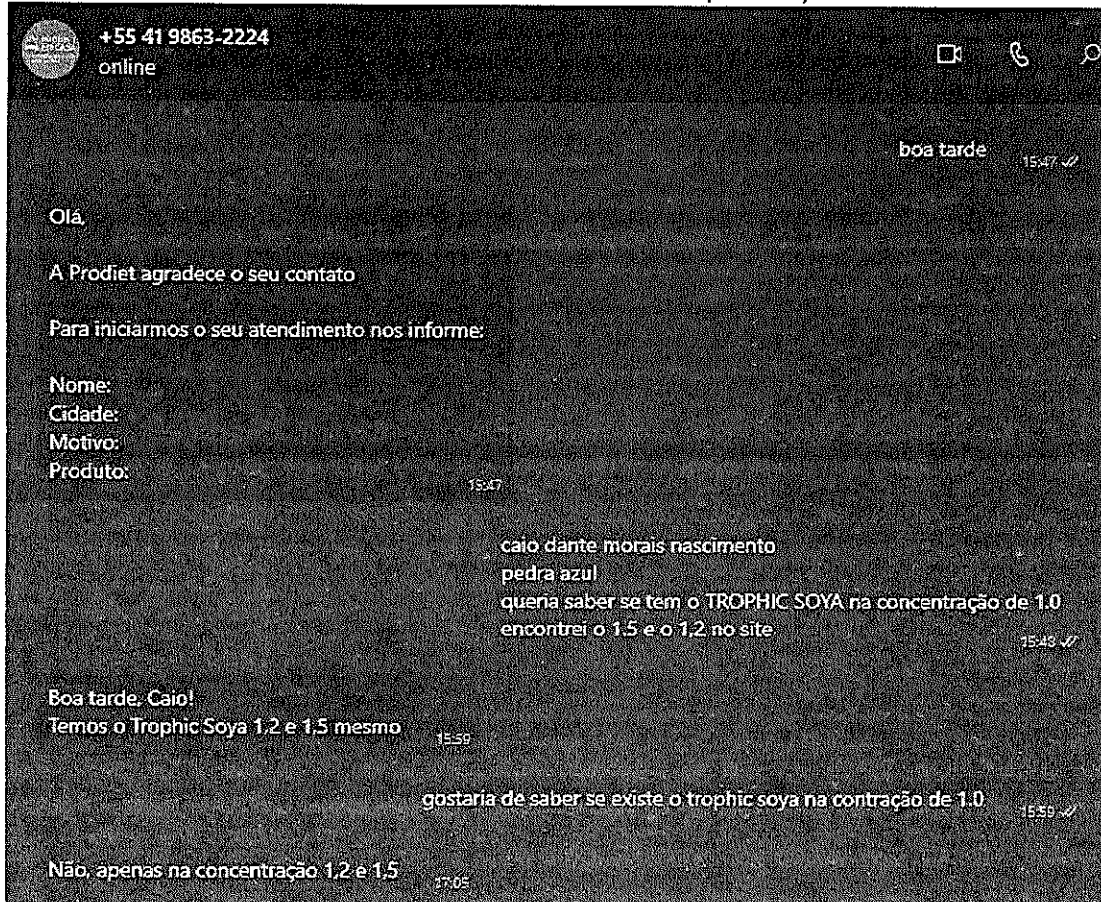 +55 41 9863-2224
online
boa tarde
15:47
Olá,
A Prodiet agradece o seu contato
Para iniciarmos o seu atendimento nos informe:
Nome:
Cidade:
Motivo:
Produto:
15:47
caio dante morais nascimento
pedra azul
queria saber se tem o TROPHIC SOYA na concentração de 1.0
encontrei o 1.5 e o 1,2 no site
15:48
Boa tarde, Caio!
Temos o Trophic Soya 1,2 e 1,5 mesmo
15:59
gostaria de saber se existe o trophic soya na contração de 1.0
15:59
Não, apenas na concentração 1,2 e 1,5
17:05